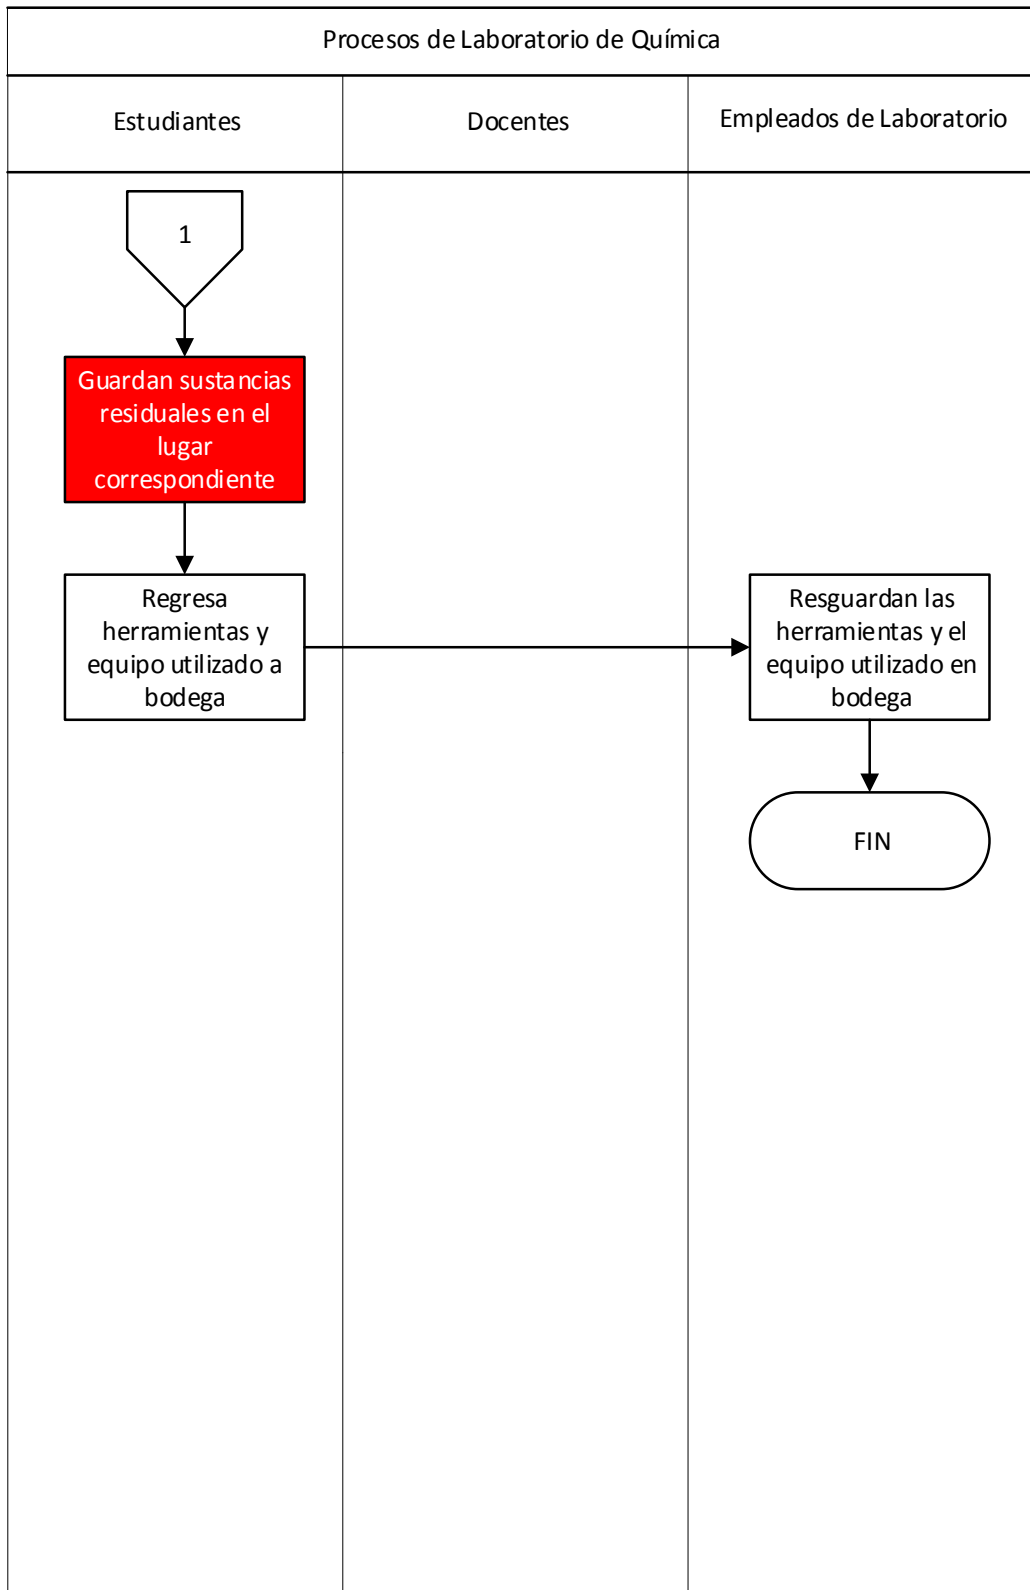 Procesos de Laboratorio de Química
Estudiantes
Docentes
Empleados de Laboratorio
1
Guardan sustancias
residuales en el
lugar
correspondiente
Regresa
herramientas y
equipo utilizado a
bodega
Resguardan las
herramientas y el
equipo utilizado en
bodega
FIN